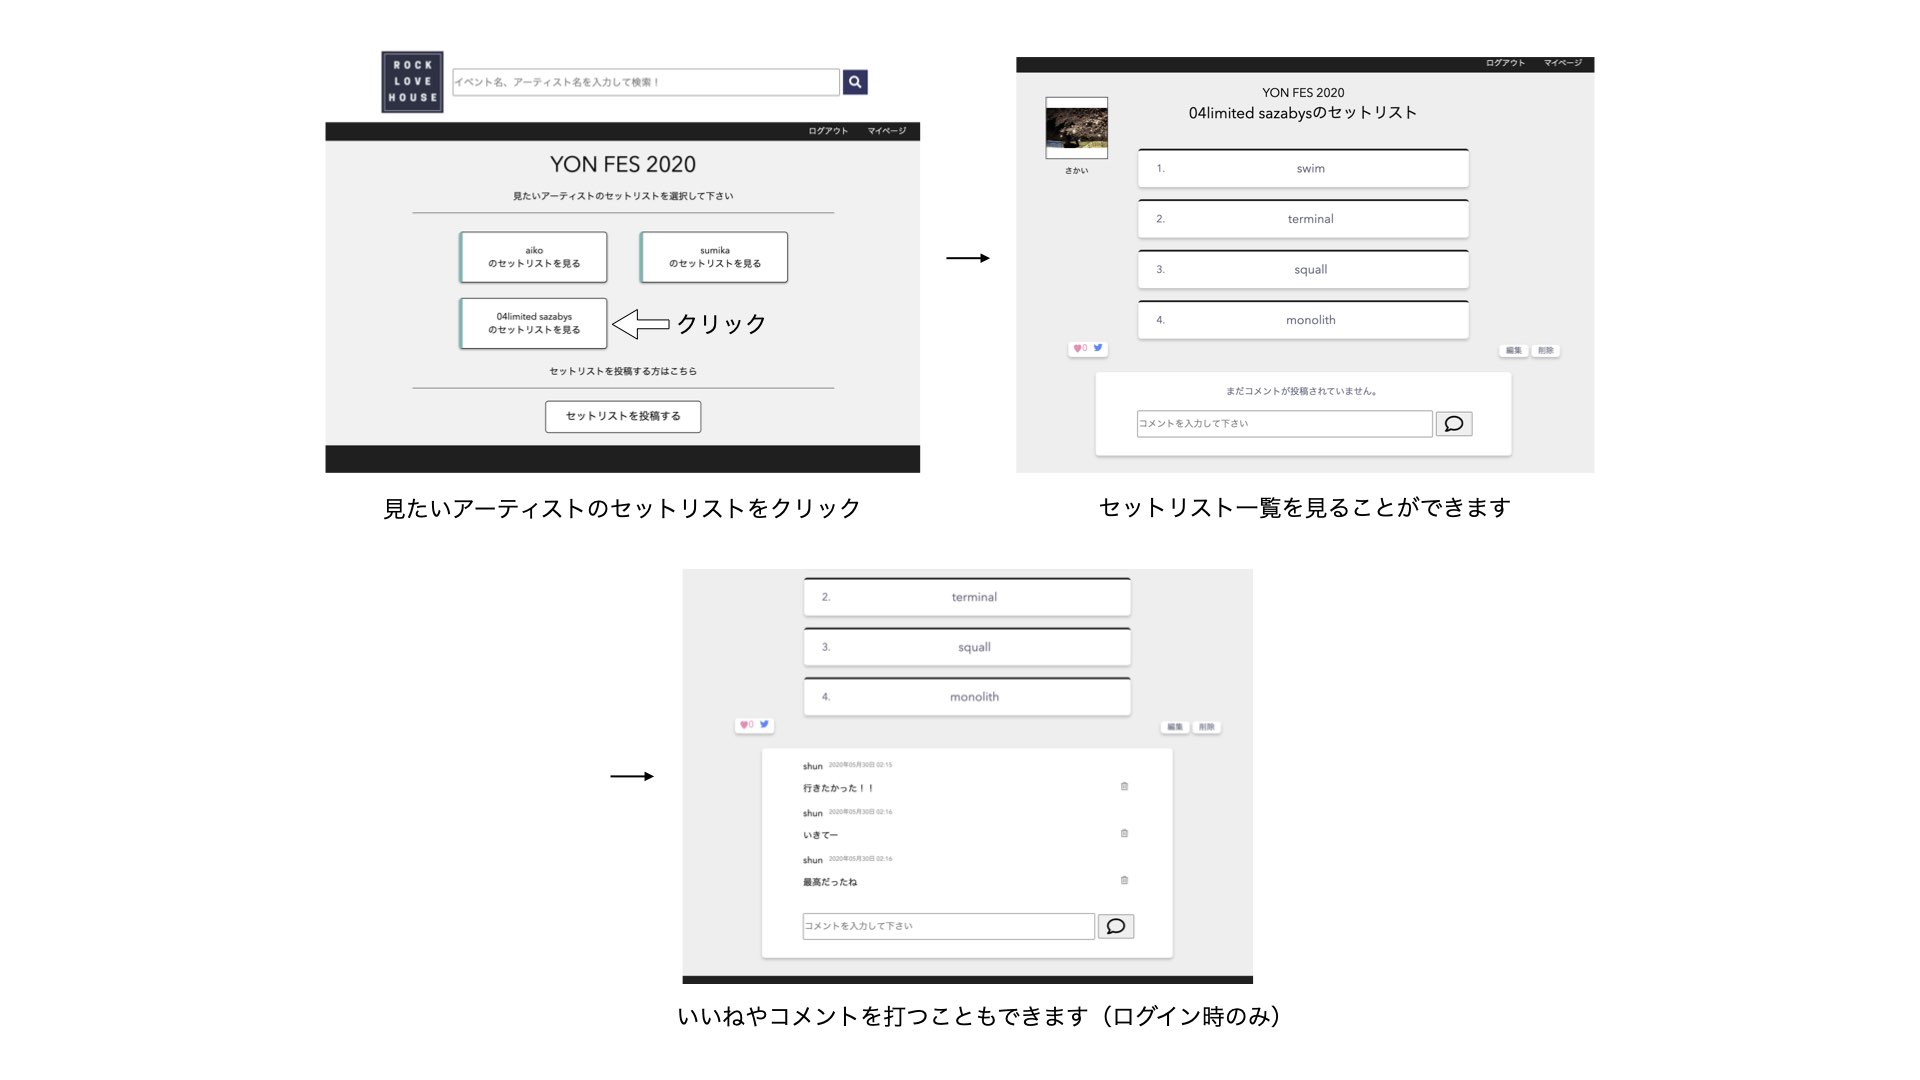 ROCK
LOVE
HOUSE
イベント名、アーティスト名を入力して検索！
ログアウト マイページ
YON FES 2020
見たいアーティストのセットリストを選択して下さい
aiko
のセットリストを見る
sumika
のセットリストを見る
04limited sazabys
のセットリストを見る
クリック
セットリストを投稿する方はこちら
セットリストを投稿する
見たいアーティストのセットリストをクリック
ログアウト マイページ
YON FES 2020
04limited sazabysのセットリスト
さかい
1. swim
2. terminal
3. squall
4. monolith
0
編集 削除
まだコメントが投稿されていません。
コメントを入力して下さい
セットリスト一覧を見ることができます
2. terminal
3. squall
4. monolith
0
編集 削除
shun 2020年05月30日 02:15
行きたかった！！
shun 2020年05月30日 02:16
いきてー
shun 2020年05月30日 02:16
最高だったね
コメントを入力して下さい
いいねやコメントを打つこともできます（ログイン時のみ）